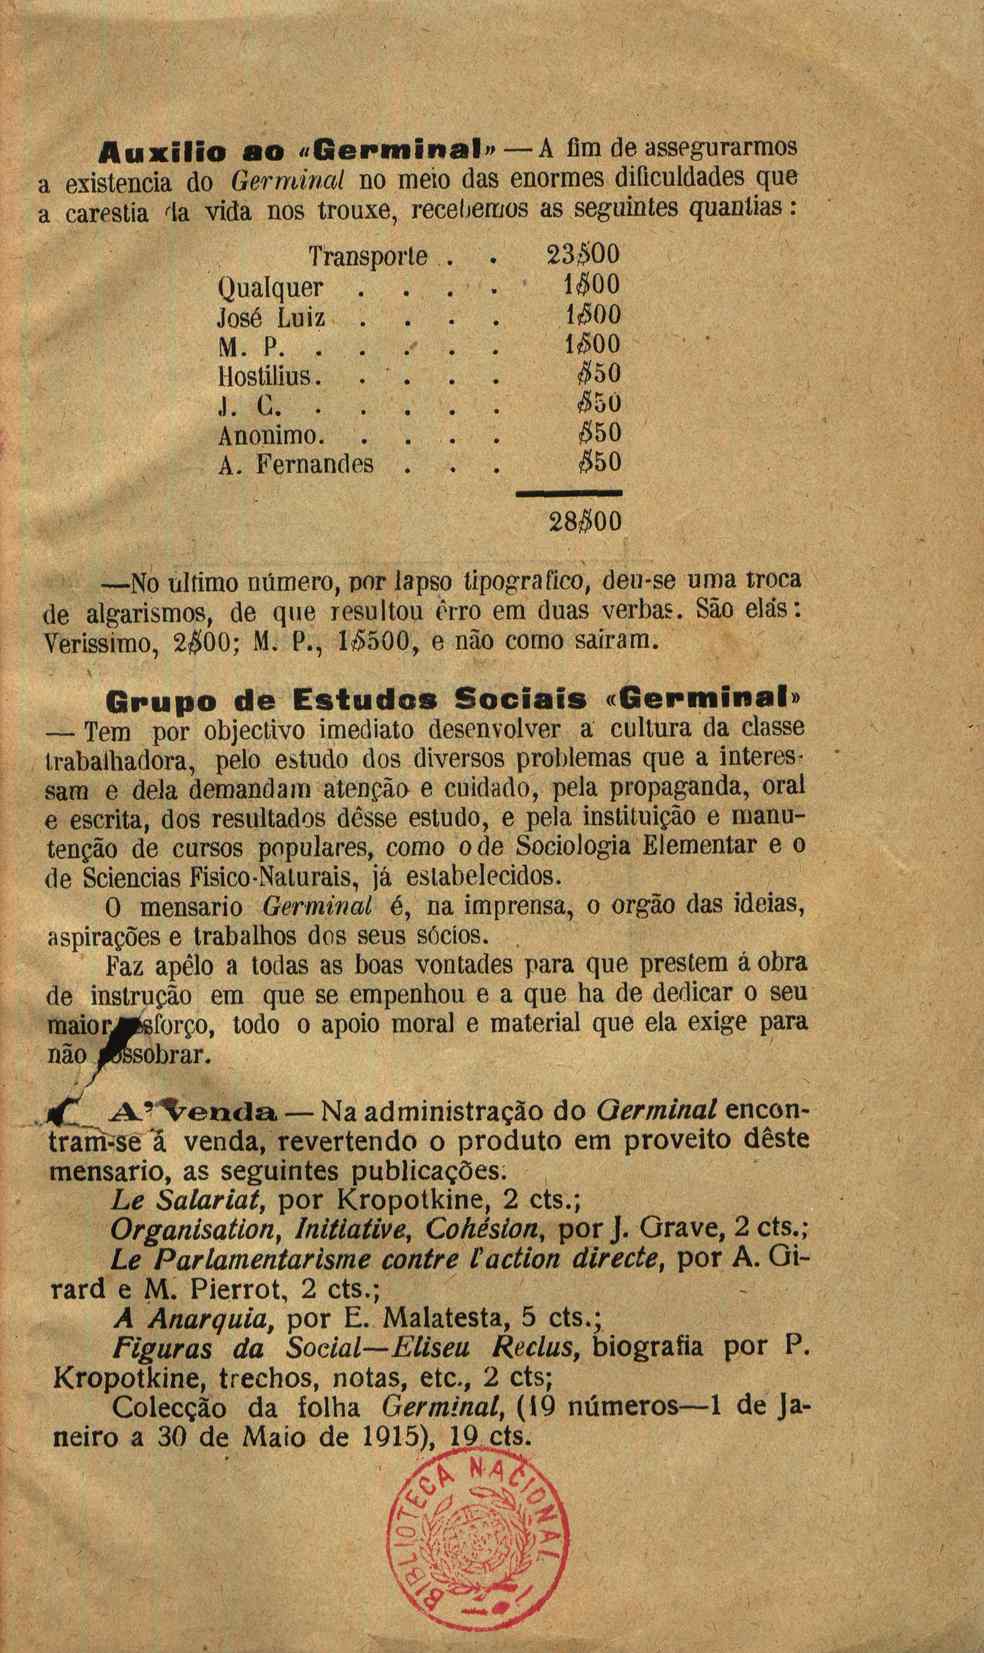 Auxilio ao «Germinal» — A fim de assegurarmos
a existencia do Germinal no meio das enormes dificuldades que
a carestia da vida nos trouxe, recebemos as seguintes quantias :
Transporte . . 23$00
Qualquer . . . . 1$00
José Luiz . . . . 1$00
M. P. . . . . . 1$00
Hostilius. . . . . $50
J. C. . . . . . $50
Anonimo. . . . . $50
A. Fernandes . . . $50
28$00
—No ultimo número, por lapso tipografico, deu-se uma troca
de algarismos, de que resultou êrro em duas verbas. São elas:
Verissimo, 2$00; M. P., 1$500, e não como saíram.
Grupo de Estudos Sociais «Germinal»
— Tem por objectivo imediato desenvolver a cultura da classe
trabalhadora, pelo estudo dos diversos problemas que a interes-
sam e dela demandam atenção e cuidado, pela propaganda, oral
e escrita, dos resultados dêsse estudo, e pela instituição e manu-
tenção de cursos populares, como o de Sociologia Elementar e o
de Sciencias Fisico-Naturais, já estabelecidos.
O mensario Germinal é, na imprensa, o orgão das ideias,
aspirações e trabalhos dos seus sócios.
Faz apêlo a todas as boas vontades para que prestem á obra
de instrução em que se empenhou e a que ha de dedicar o seu
maior esforço, todo o apoio moral e material que ela exige para
não sossobrar.
A' Venda — Na administração do Germinal encon-
tram-se á venda, revertendo o produto em proveito dêste
mensario, as seguintes publicações:
Le Salariat, por Kropotkine, 2 cts.;
Organisation, Initiative, Cohésion, por J. Grave, 2 cts.;
Le Parlamentarisme contre l'action directe, por A. Gi-
rard e M. Pierrot, 2 cts.;
A Anarquia, por E. Malatesta, 5 cts.;
Figuras da Social—Eliseu Reclus, biografia por P.
Kropotkine, trechos, notas, etc., 2 cts;
Colecção da folha Germinal, (19 números—1 de Ja-
neiro a 30 de Maio de 1915), 19 cts.
BIBLIOTECA NACIONAL